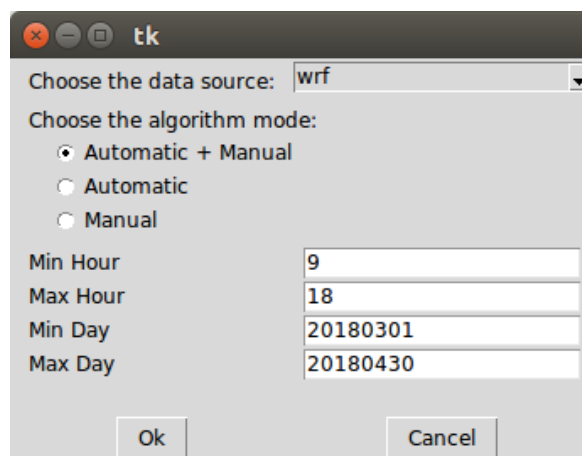 tk
Choose the data source: wrf
Choose the algorithm mode:
Automatic + Manual
Automatic
Manual
Min Hour 9
Max Hour 18
Min Day 20180301
Max Day 20180430
Ok Cancel